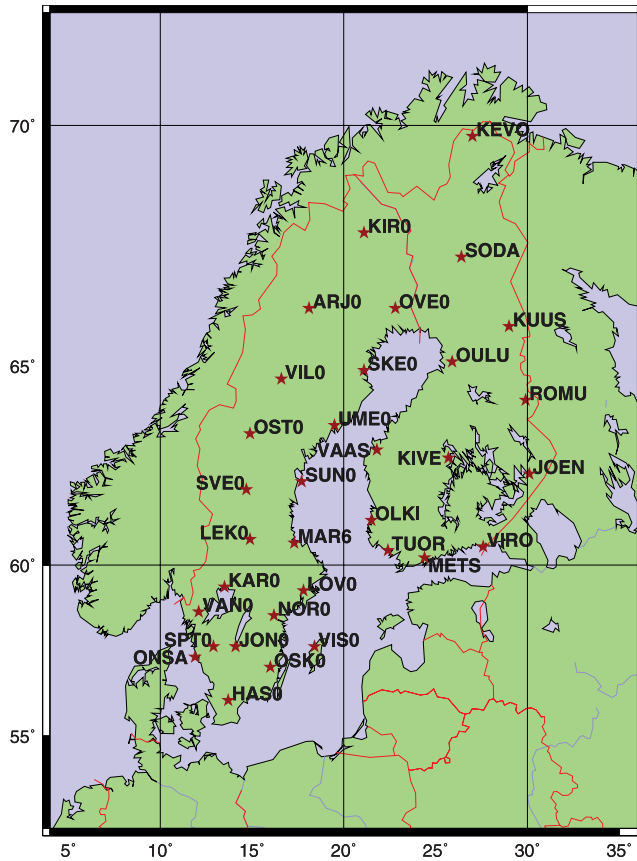 70°
KEVO
KIR0
SODA
ARJ0
OVE0
KUUS
65°
SKE0
OULU
VIL0
ROMU
OST0
UME0
VAAS
KIVE
JOEN
SUN0
SVE0
OLKI
LEK0
MAR6
TUOR
VIRO
60°
METS
KAR0
LOV0
VAN0
NOR0
SPT0
JON0
VIS0
ONSA
OSK0
HAS0
55°
5°
10°
15°
20°
25°
30°
35°